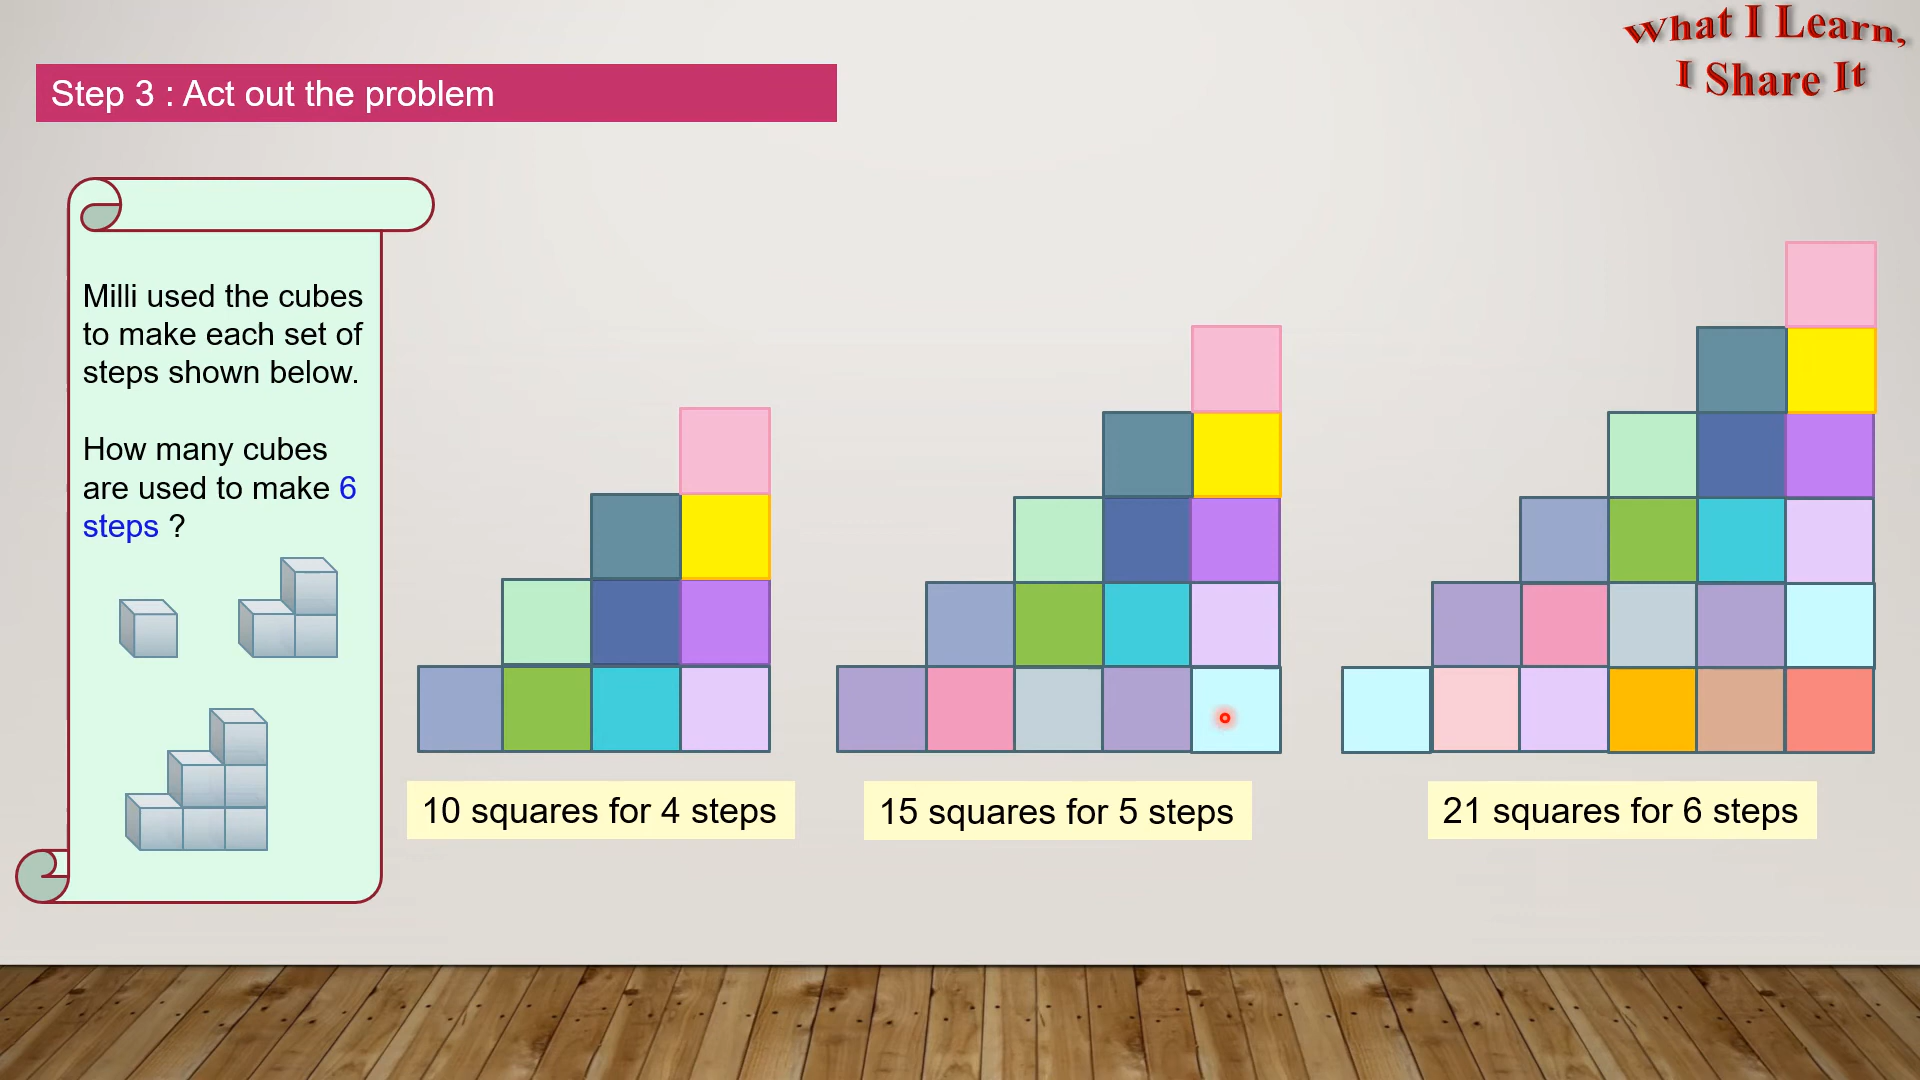 What I Learn,
I Share It
Step 3 : Act out the problem
Milli used the cubes
to make each set of
steps shown below.
How many cubes
are used to make 6
steps ?
10 squares for 4 steps
15 squares for 5 steps
21 squares for 6 steps